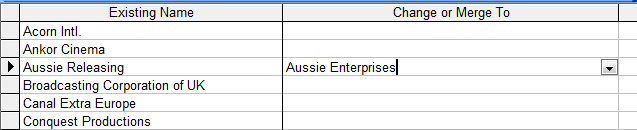 Existing Name Change or Merge To
Acorn Intl.
Ankor Cinema
Aussie Releasing Aussie Enterprises
Broadcasting Corporation of UK
Canal Extra Europe
Conquest Productions